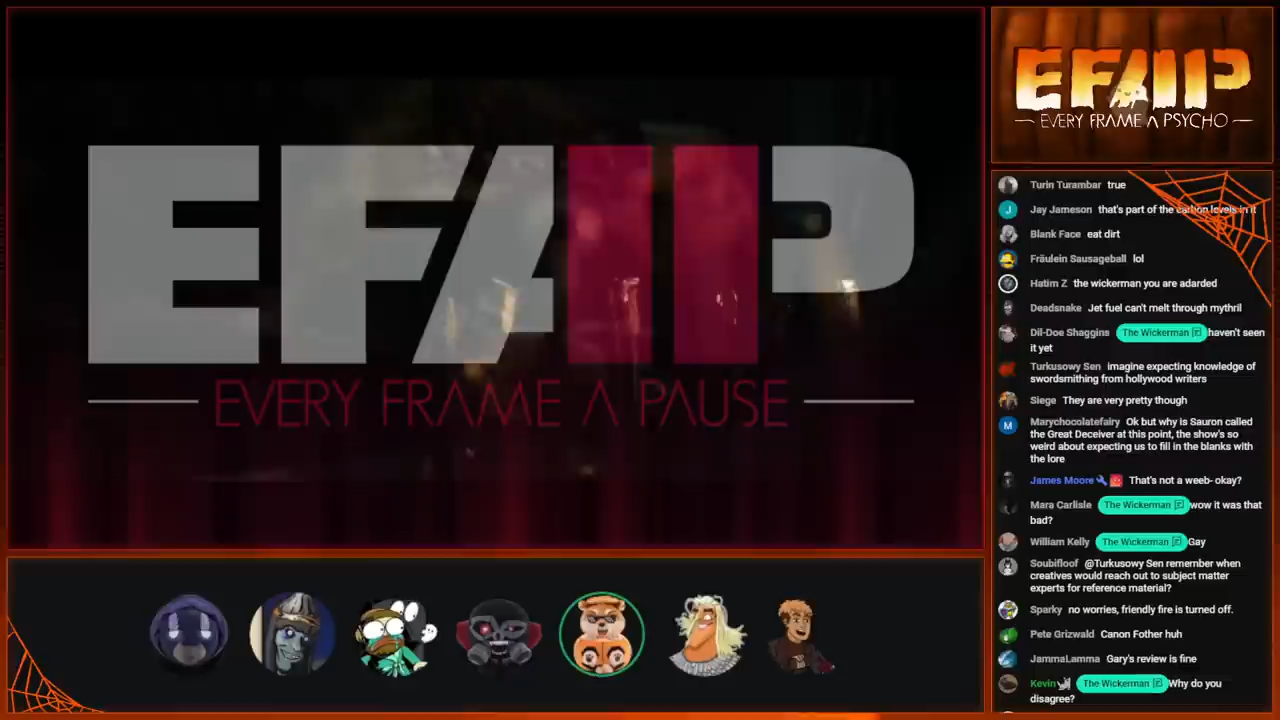 EFAP
EVERY FRAME A PAUSE
EFAP
EVERY FRAME A PSYCHO
Turin Turambar true
Jay Jameson that's part of the carbon levels in it
Blank Face eat dirt
Fräulein Sausageball lol
Hatim Z the wickerman you are adarded
Deadsnake Jet fuel can't melt through mythril
Dil-Doe Shaggins The Wickerman haven't seen
it yet
Turkusowy Sen imagine expecting knowledge of
swordsmithing from hollywood writers
Siege They are very pretty though
M Marychocolatefairy Ok but why is Sauron called
the Great Deceiver at this point, the show's so
weird about expecting us to fill in the blanks with
the lore
James Moore That's not a weeb- okay?
Mara Carlisle The Wickerman wow it was that
bad?
William Kelly The Wickerman Gay
Soubifloof @Turkusowy Sen remember when
creatives would reach out to subject matter
experts for reference material?
Sparky no worries, friendly fire is turned off.
Pete Grizwald Canon Fother huh
JammaLamma Gary's review is fine
Kevin The Wickerman Why do you
disagree?